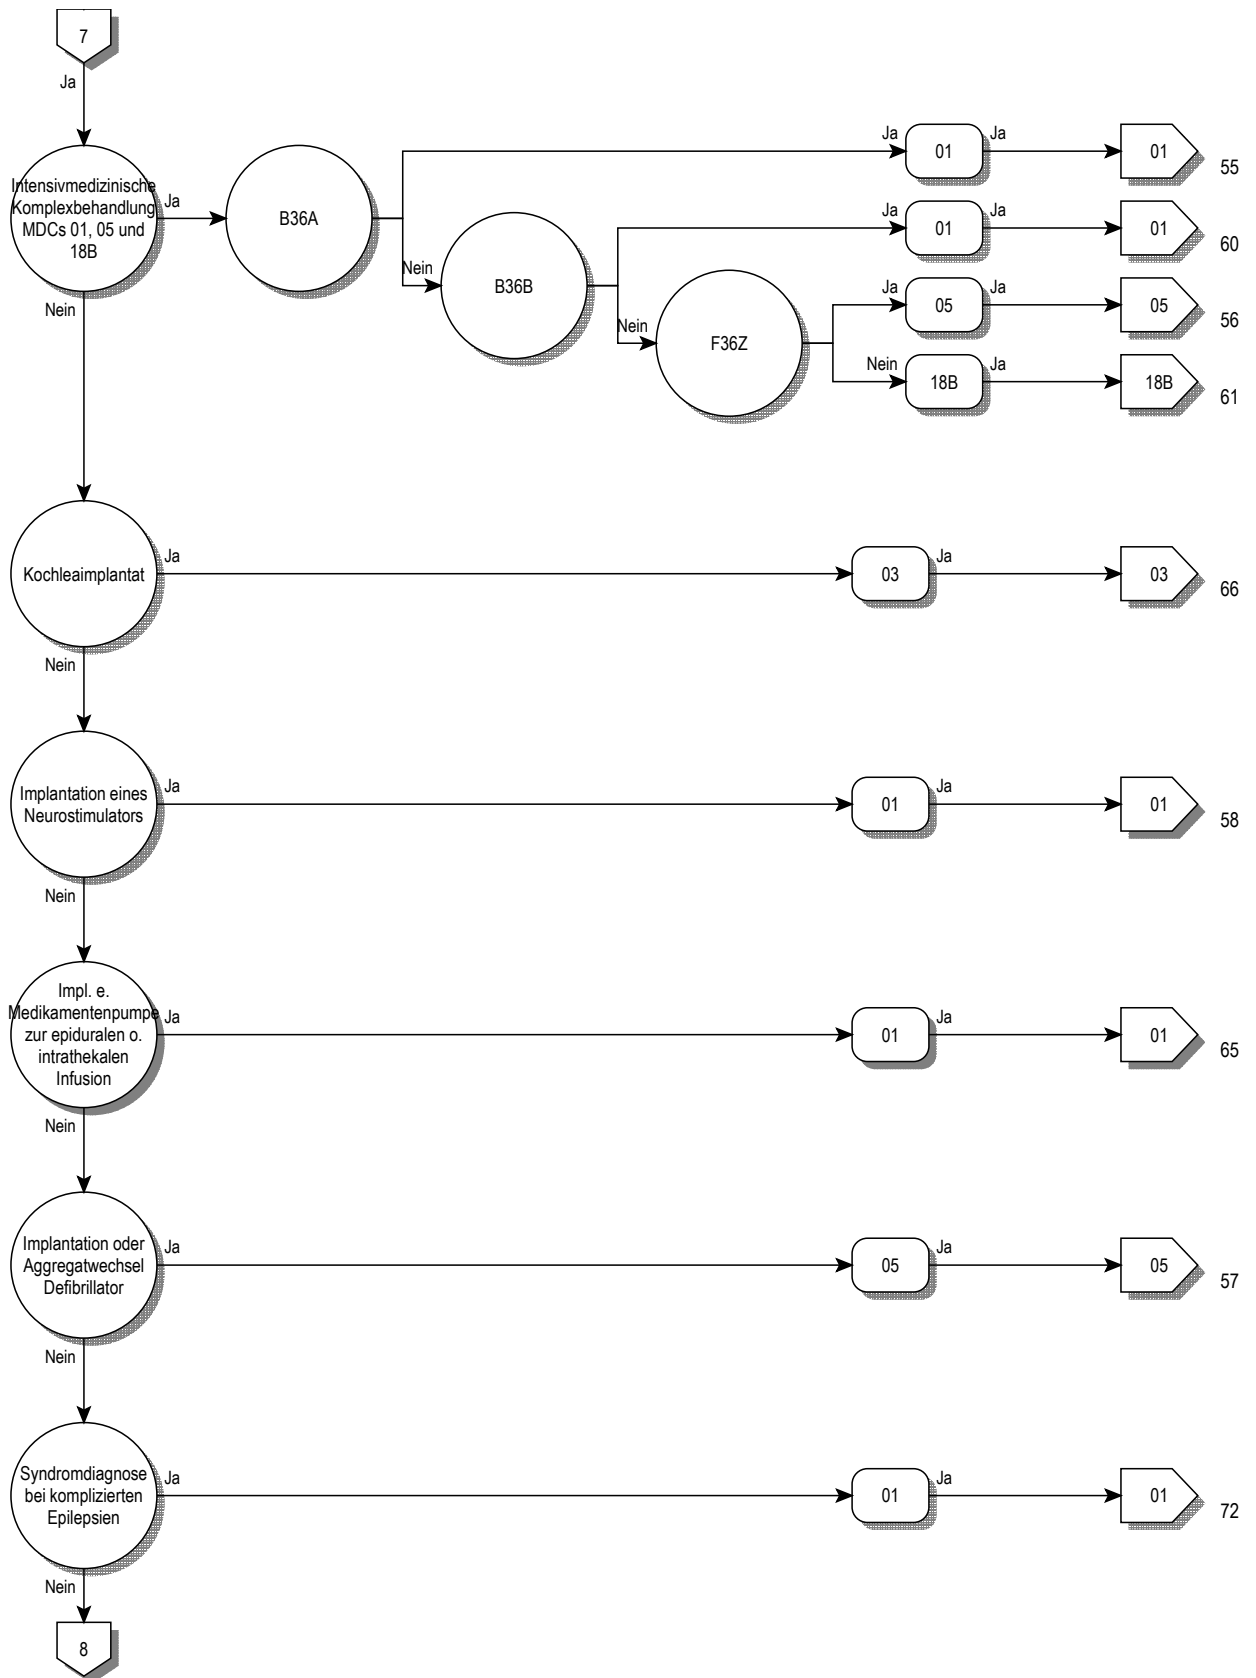 7
Ja
Intensivmedizinische
Komplexbehandlung
MDCs 01, 05 und
18B
Ja
B36A
Ja
01
Ja
01
55
Nein
B36B
Ja
01
Ja
01
60
Nein
F36Z
Ja
05
Ja
05
56
Nein
18B
Ja
18B
61
Nein
Kochleaimplantat
Ja
03
Ja
03
66
Nein
Implantation eines
Neurostimulators
Ja
01
Ja
01
58
Nein
Impl. e.
Medikamentenpumpe
zur epiduralen o.
intrathekalen
Infusion
Ja
01
Ja
01
65
Nein
Implantation oder
Aggregatwechsel
Defibrillator
Ja
05
Ja
05
57
Nein
Syndromdiagnose
bei komplizierten
Epilepsien
Ja
01
Ja
01
72
Nein
8